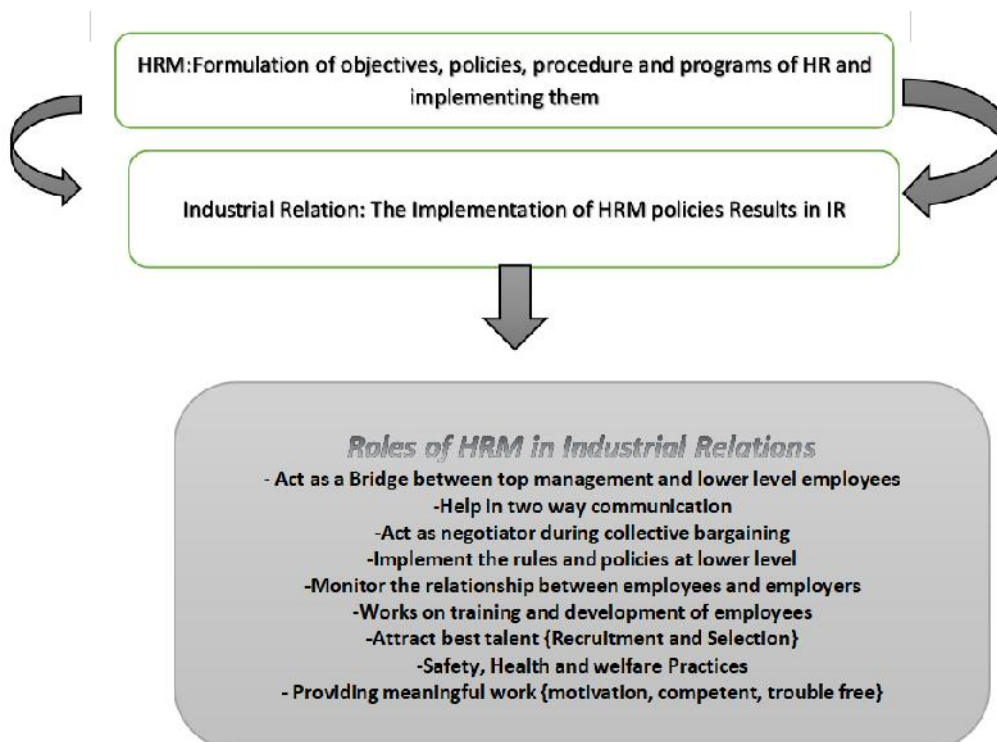 HRM:Formulation of objectives, policies, procedure and programs of HR and
implementing them
Industrial Relation: The Implementation of HRM policies Results in IR
Roles of HRM in Industrial Relations
- Act as a Bridge between top management and lower level employees
-Help in two way communication
-Act as negotiator during collective bargaining
-Implement the rules and policies at lower level
-Monitor the relationship between employees and employers
-Works on training and development of employees
-Attract best talent {Recruitment and Selection}
-Safety, Health and welfare Practices
- Providing meaningful work {motivation, competent, trouble free}